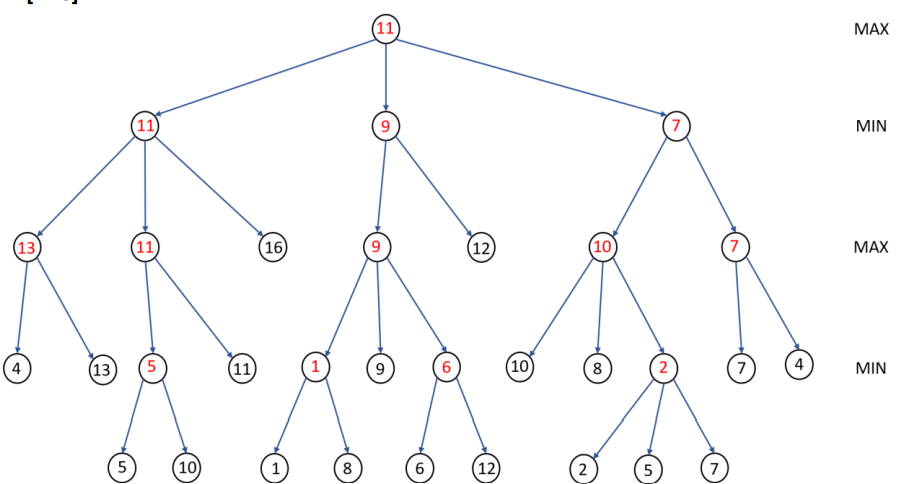 11 MAX
11 9 7 MIN
13 11 16 9 12 10 7 MAX
4 13 5 11 1 9 6 10 8 2 7 4 MIN
5 10 1 8 6 12 2 5 7